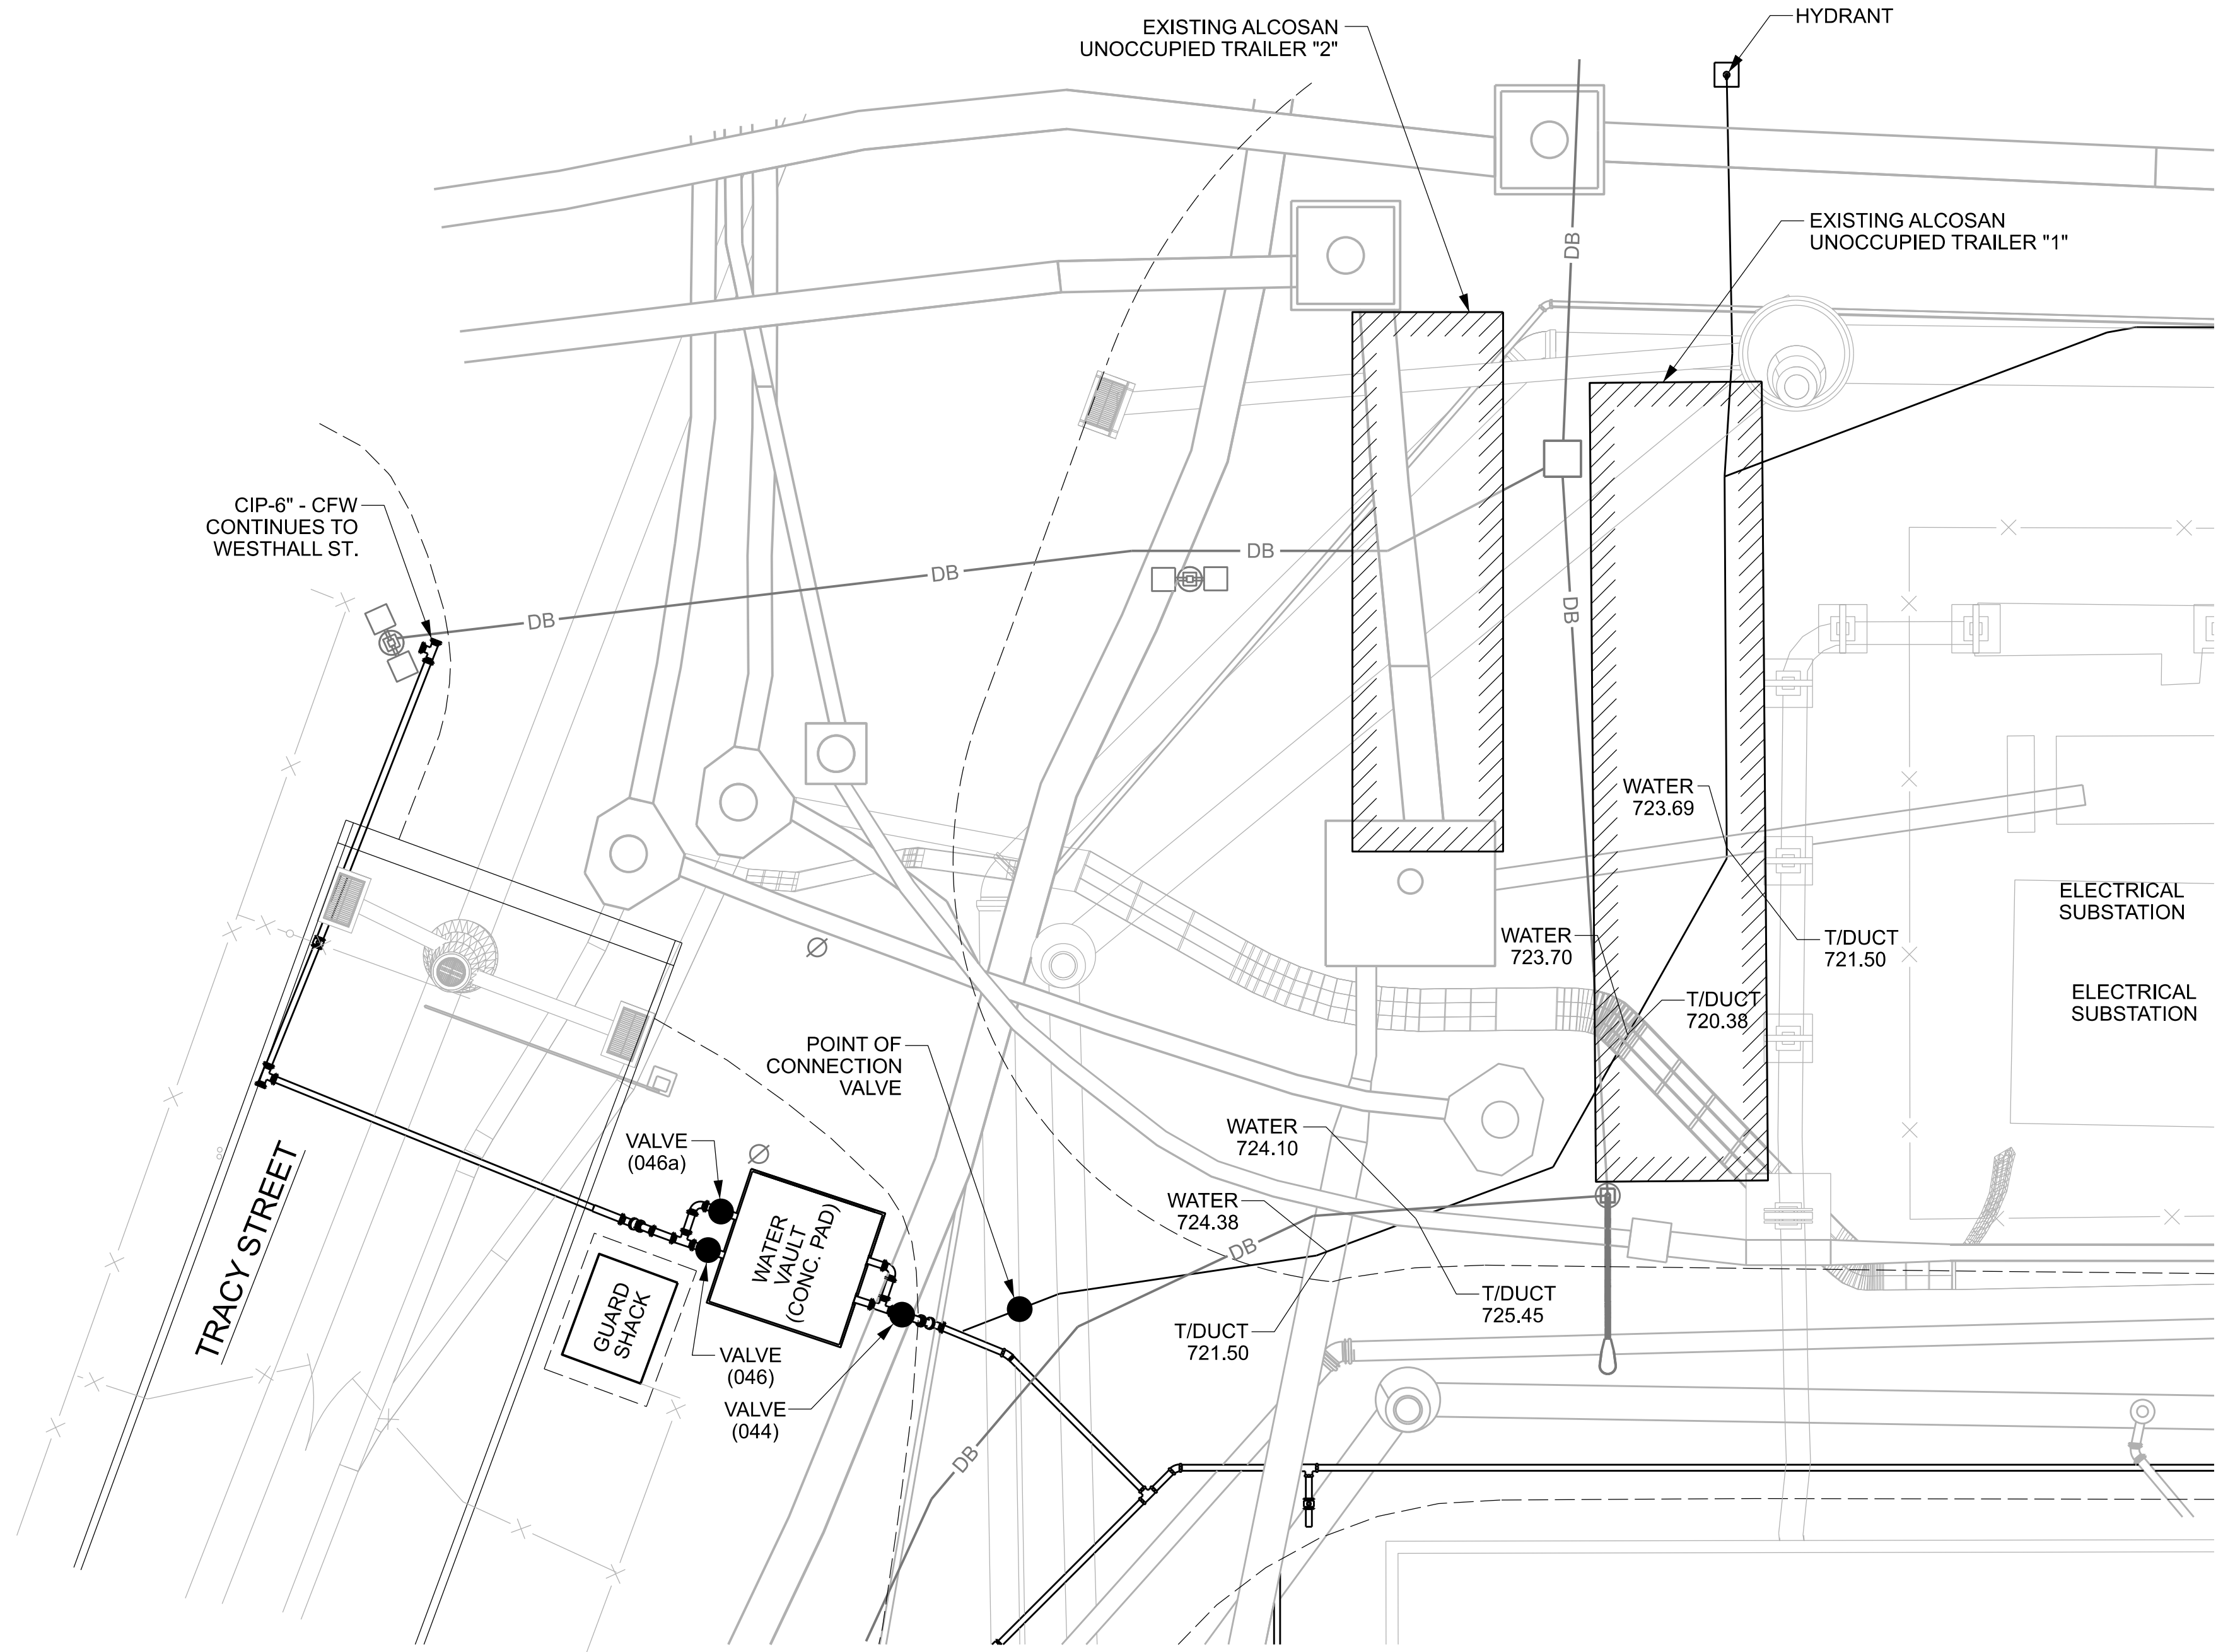 EXISTING ALCOSAN
UNOCCUPIED TRAILER "2"
HYDRANT
EXISTING ALCOSAN
UNOCCUPIED TRAILER "1"
DB
CIP-6" - CFW
CONTINUES TO
WESTHALL ST.
DB
DB
DB
DB
WATER
723.69
ELECTRICAL
SUBSTATION
WATER
723.70
T/DUCT
721.50
T/DUCT
720.38
ELECTRICAL
SUBSTATION
POINT OF
CONNECTION
VALVE
VALVE
(046a)
WATER
724.10
WATER
724.38
TRACY STREET
WATER
VAULT
(CONC. PAD)
DB
GUARD
SHACK
T/DUCT
725.45
T/DUCT
721.50
VALVE
(046)
VALVE
(044)
DB